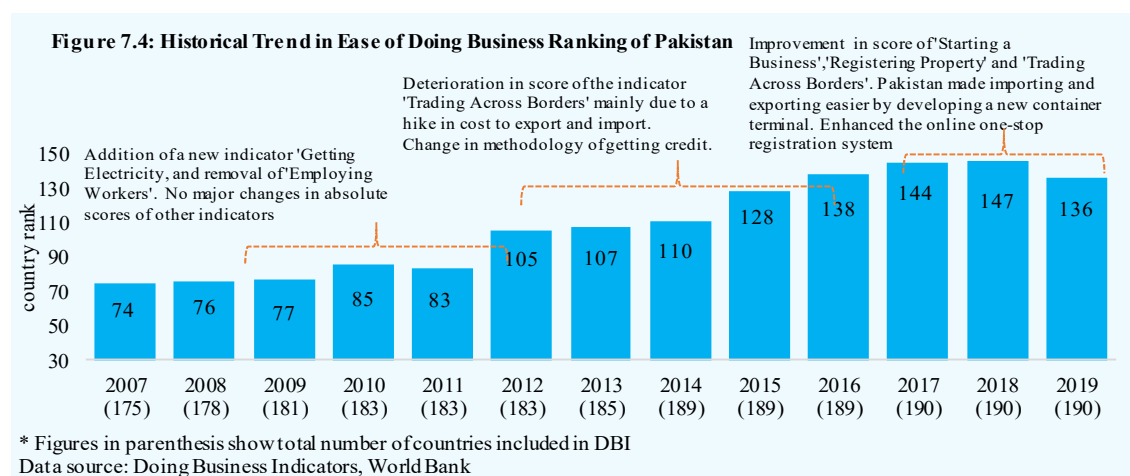 Figure 7.4: Historical Trend in Ease of Doing Business Ranking of Pakistan
Improvement in score of 'Starting a
Business','Registering Property' and 'Trading
Across Borders'. Pakistan made importing and
exporting easier by developing a new container
terminal. Enhanced the online one-stop
registration system
Deterioration in score of the indicator
'Trading Across Borders' mainly due to a
hike in cost to export and import.
Change in methodology of getting credit.
Addition of a new indicator 'Getting
Electricity, and removal of 'Employing
Workers'. No major changes in absolute
scores of other indicators
country rank
150
130
110
90
70
50
30
74 76 77 85 83 105 107 110 128 138 144 147 136
2007 2008 2009 2010 2011 2012 2013 2014 2015 2016 2017 2018 2019
(175) (178) (181) (183) (183) (183) (185) (189) (189) (189) (190) (190) (190)
* Figures in parenthesis show total number of countries included in DBI
Data source: Doing Business Indicators, World Bank